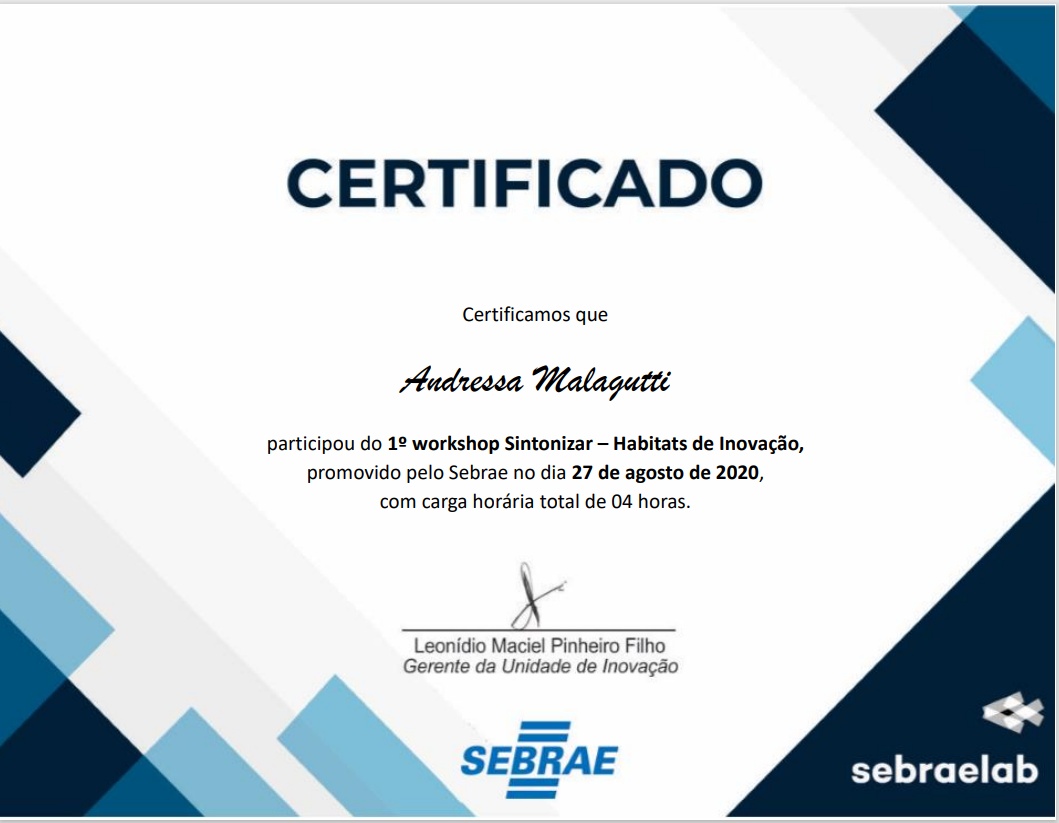 CERTIFICADO
Certificamos que
Andressa Malagutti
participou do 1º workshop Sintonizar – Habitats de Inovação,
promovido pelo Sebrae no dia 27 de agosto de 2020,
com carga horária total de 04 horas.
Leonídio Maciel Pinheiro Filho
Gerente da Unidade de Inovação
SEBRAE
sebraelab